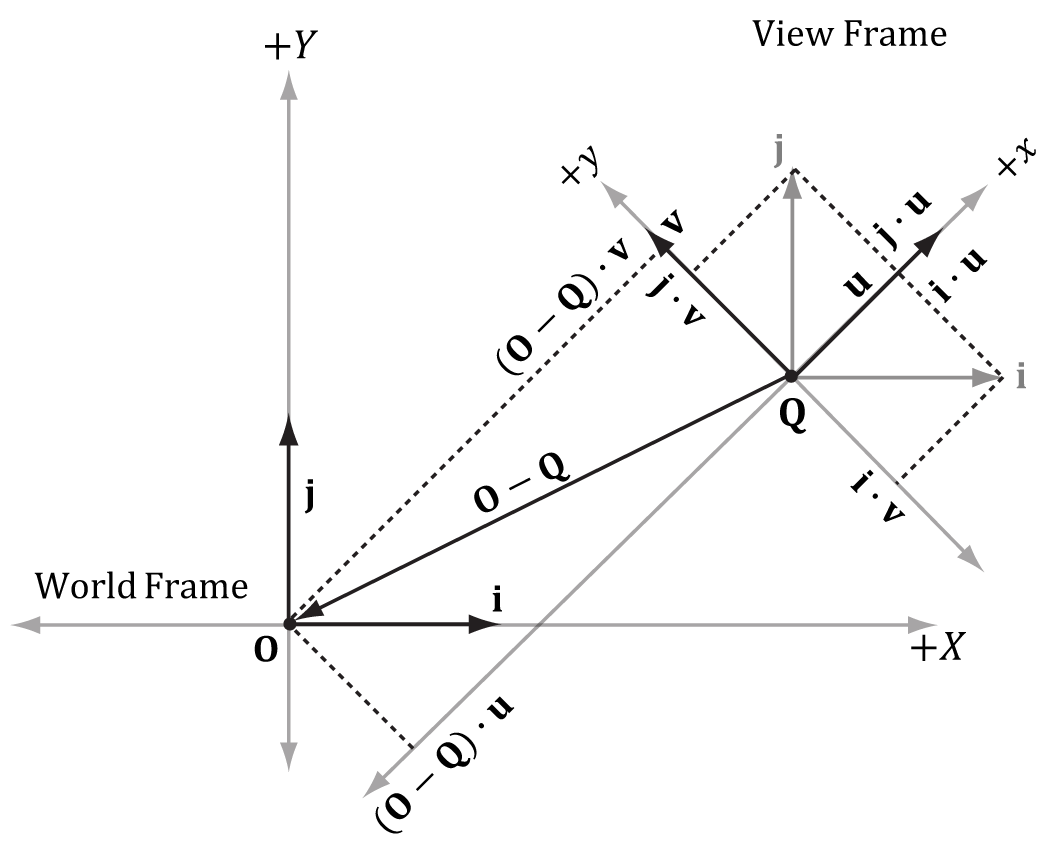 View Frame
+Y
j
+y
+x
v
j · u
(O − Q) · v
j · v
u
i · u
i
Q
O − Q
i · v
j
World Frame
i
O
+X
(O − Q) · u